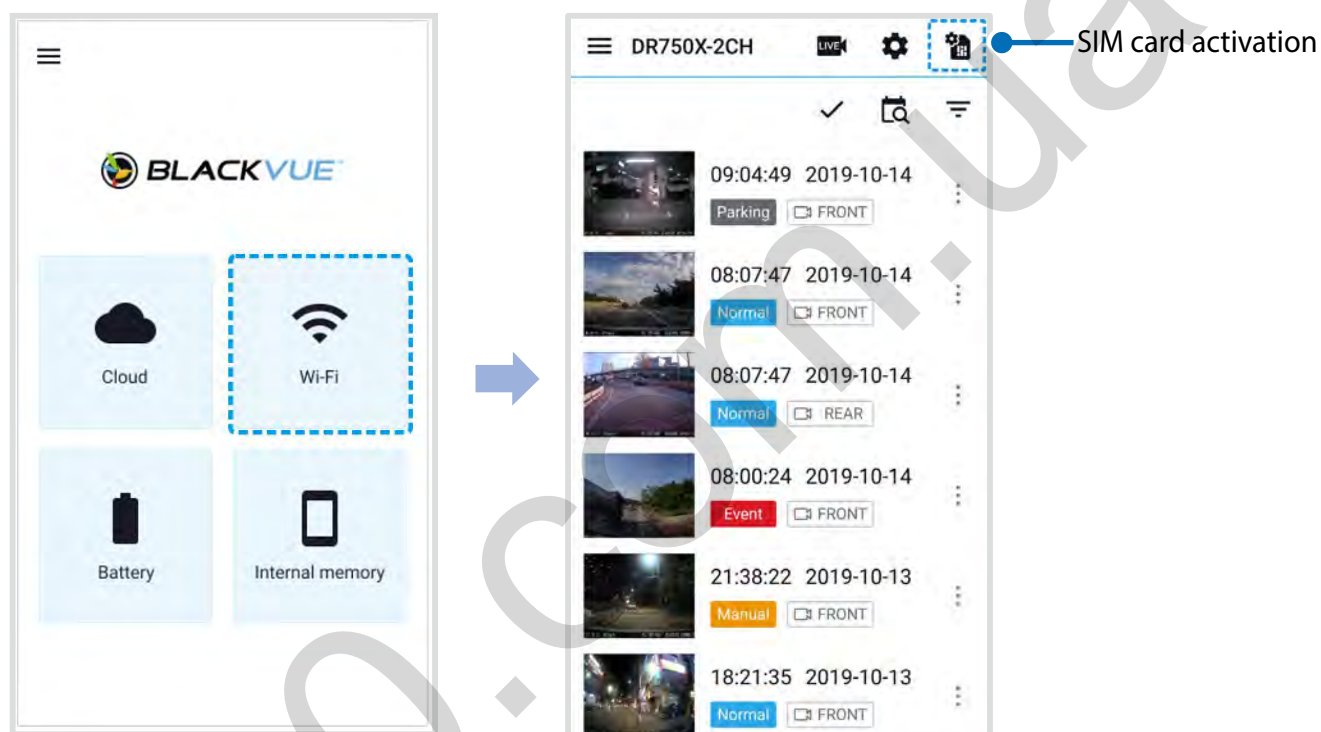 BLACKVUE
Cloud
Wi-Fi
Battery
Internal memory
DR750X-2CH
LIVE
SIM card activation
09:04:49 2019-10-14
Parking FRONT
08:07:47 2019-10-14
Normal FRONT
08:07:47 2019-10-14
Normal REAR
08:00:24 2019-10-14
Event FRONT
21:38:22 2019-10-13
Manual FRONT
18:21:35 2019-10-13
Normal FRONT
o.com.ua